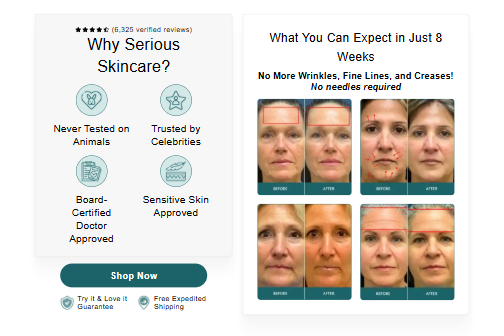 (6,325 verified reviews)
Why Serious
Skincare?
Never Tested on
Animals
Trusted by
Celebrities
Board-
Certified
Doctor
Approved
Sensitive Skin
Approved
Shop Now
Try it & Love it
Guarantee
Free Expedited
Shipping
What You Can Expect in Just 8
Weeks
No More Wrinkles, Fine Lines, and Creases!
No needles required
BEFORE
AFTER
BEFORE
AFTER
BEFORE
AFTER
BEFORE
AFTER